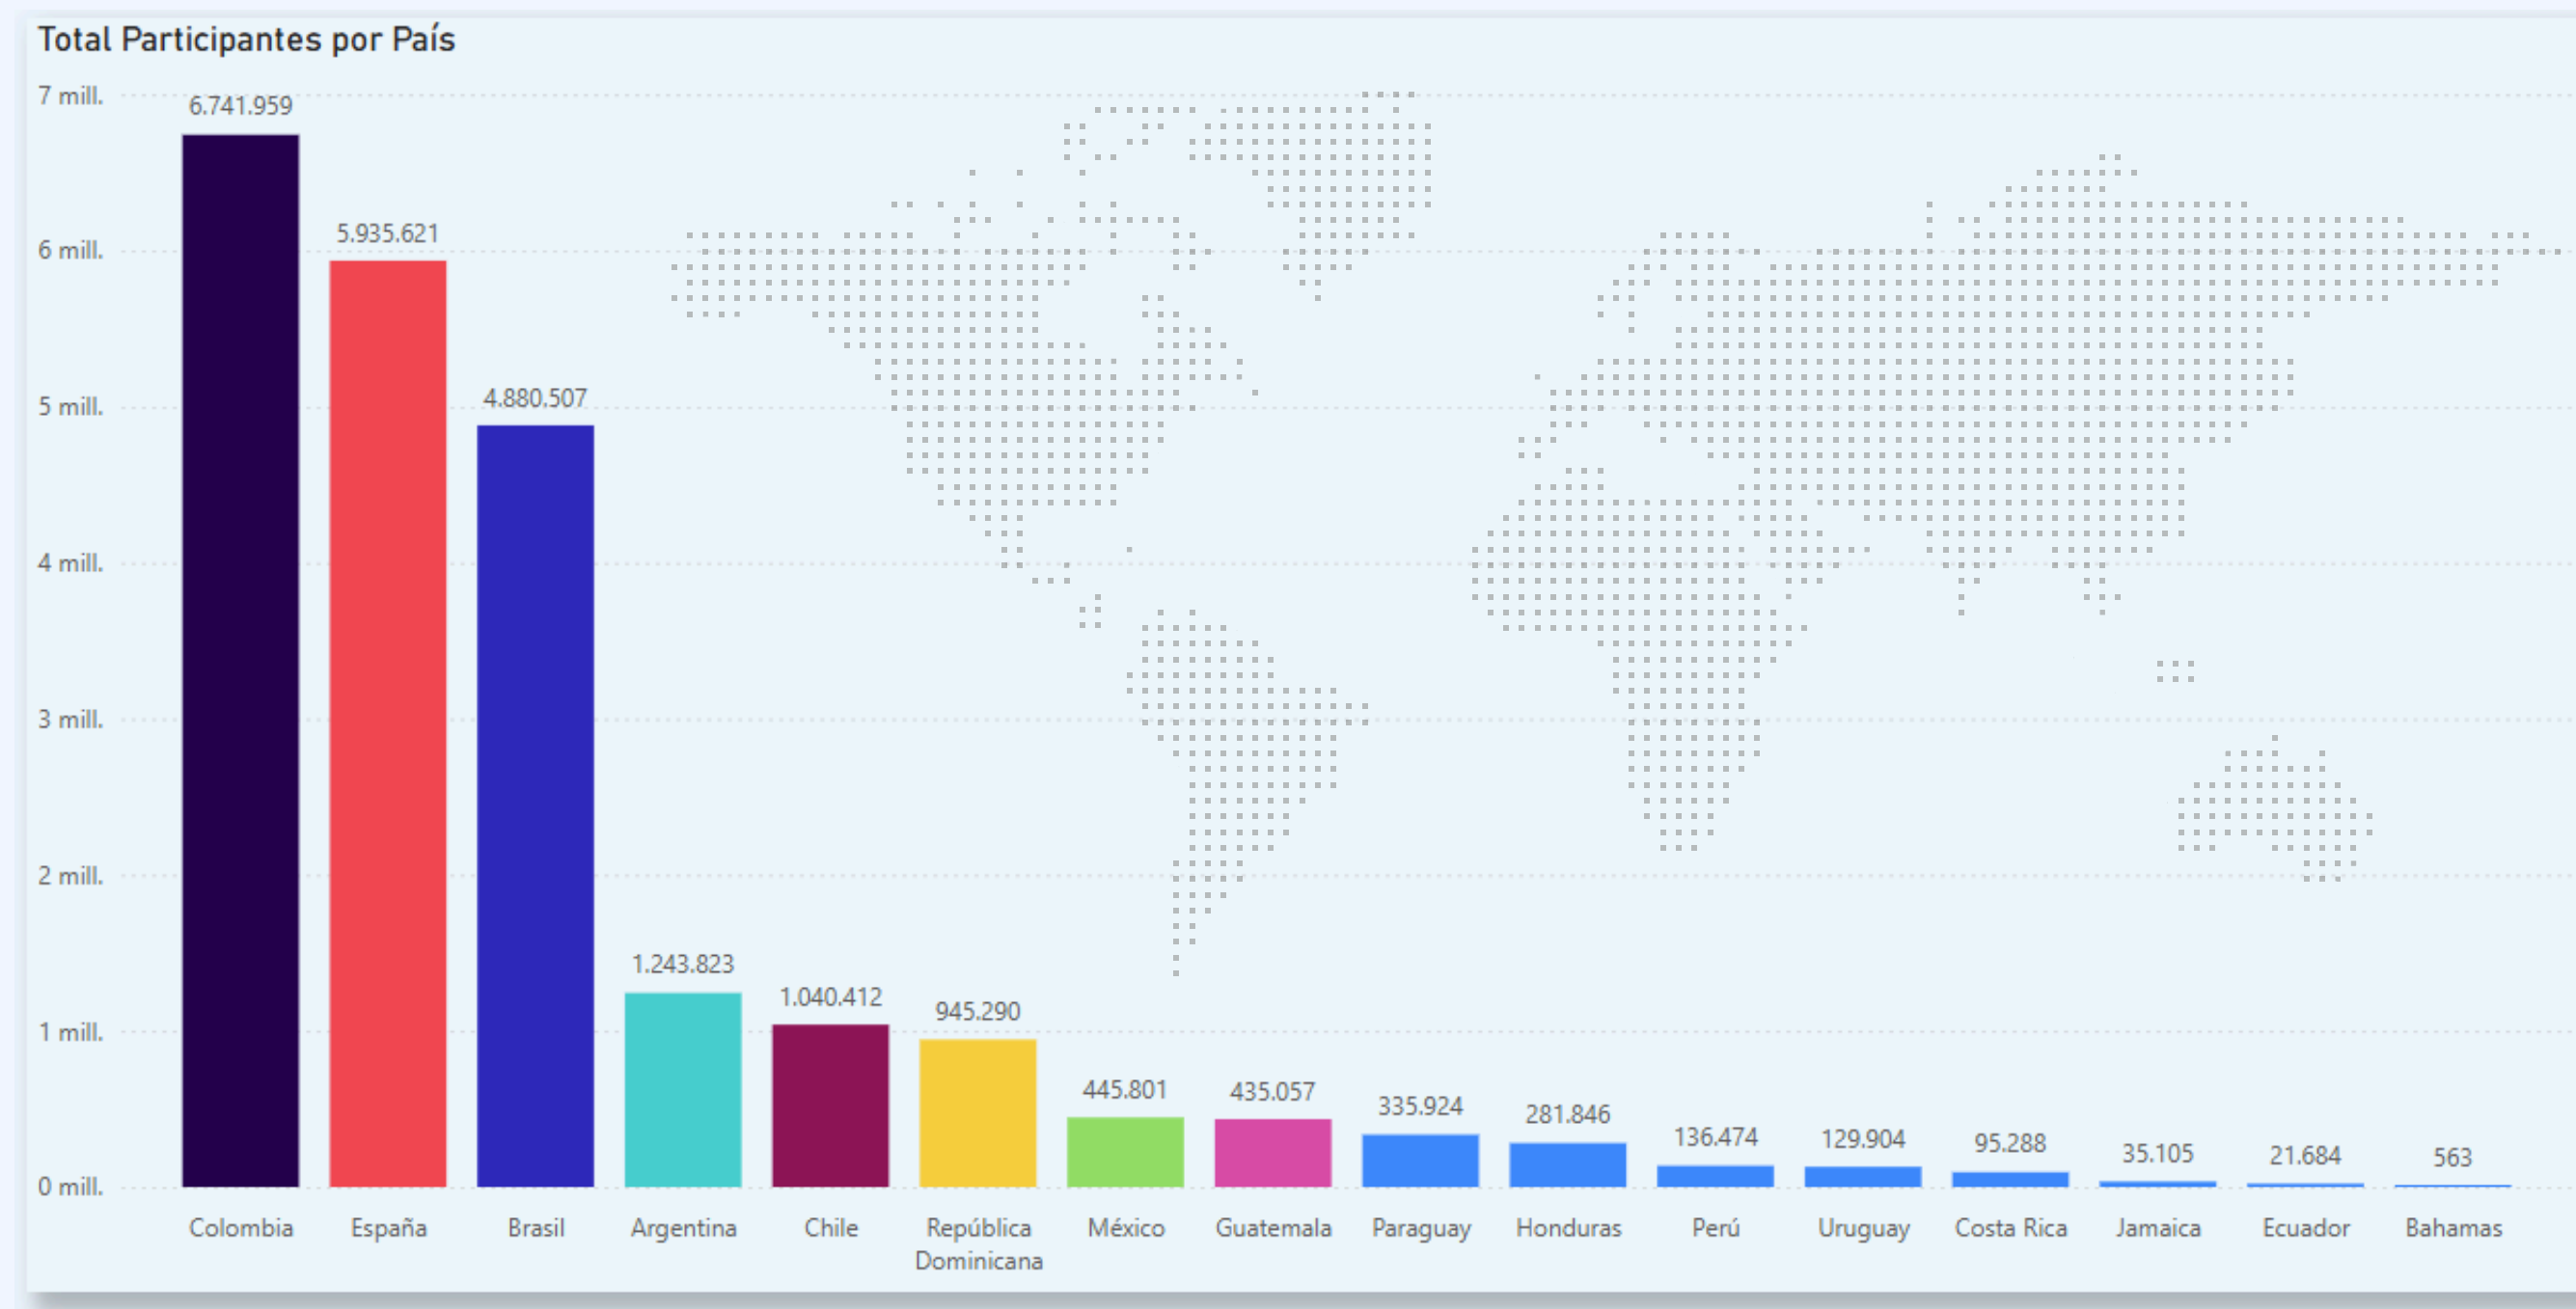 Total Participantes por País
7 mill.
6 mill.
5 mill.
4 mill.
3 mill.
2 mill.
1 mill.
0 mill.
6.741.959
5.935.621
4.880.507
1.243.823
1.040.412
945.290
445.801
435.057
335.924
281.846
136.474
129.904
95.288
35.105
21.684
563
Colombia
España
Brasil
Argentina
Chile
República
Dominicana
México
Guatemala
Paraguay
Honduras
Perú
Uruguay
Costa Rica
Jamaica
Ecuador
Bahamas